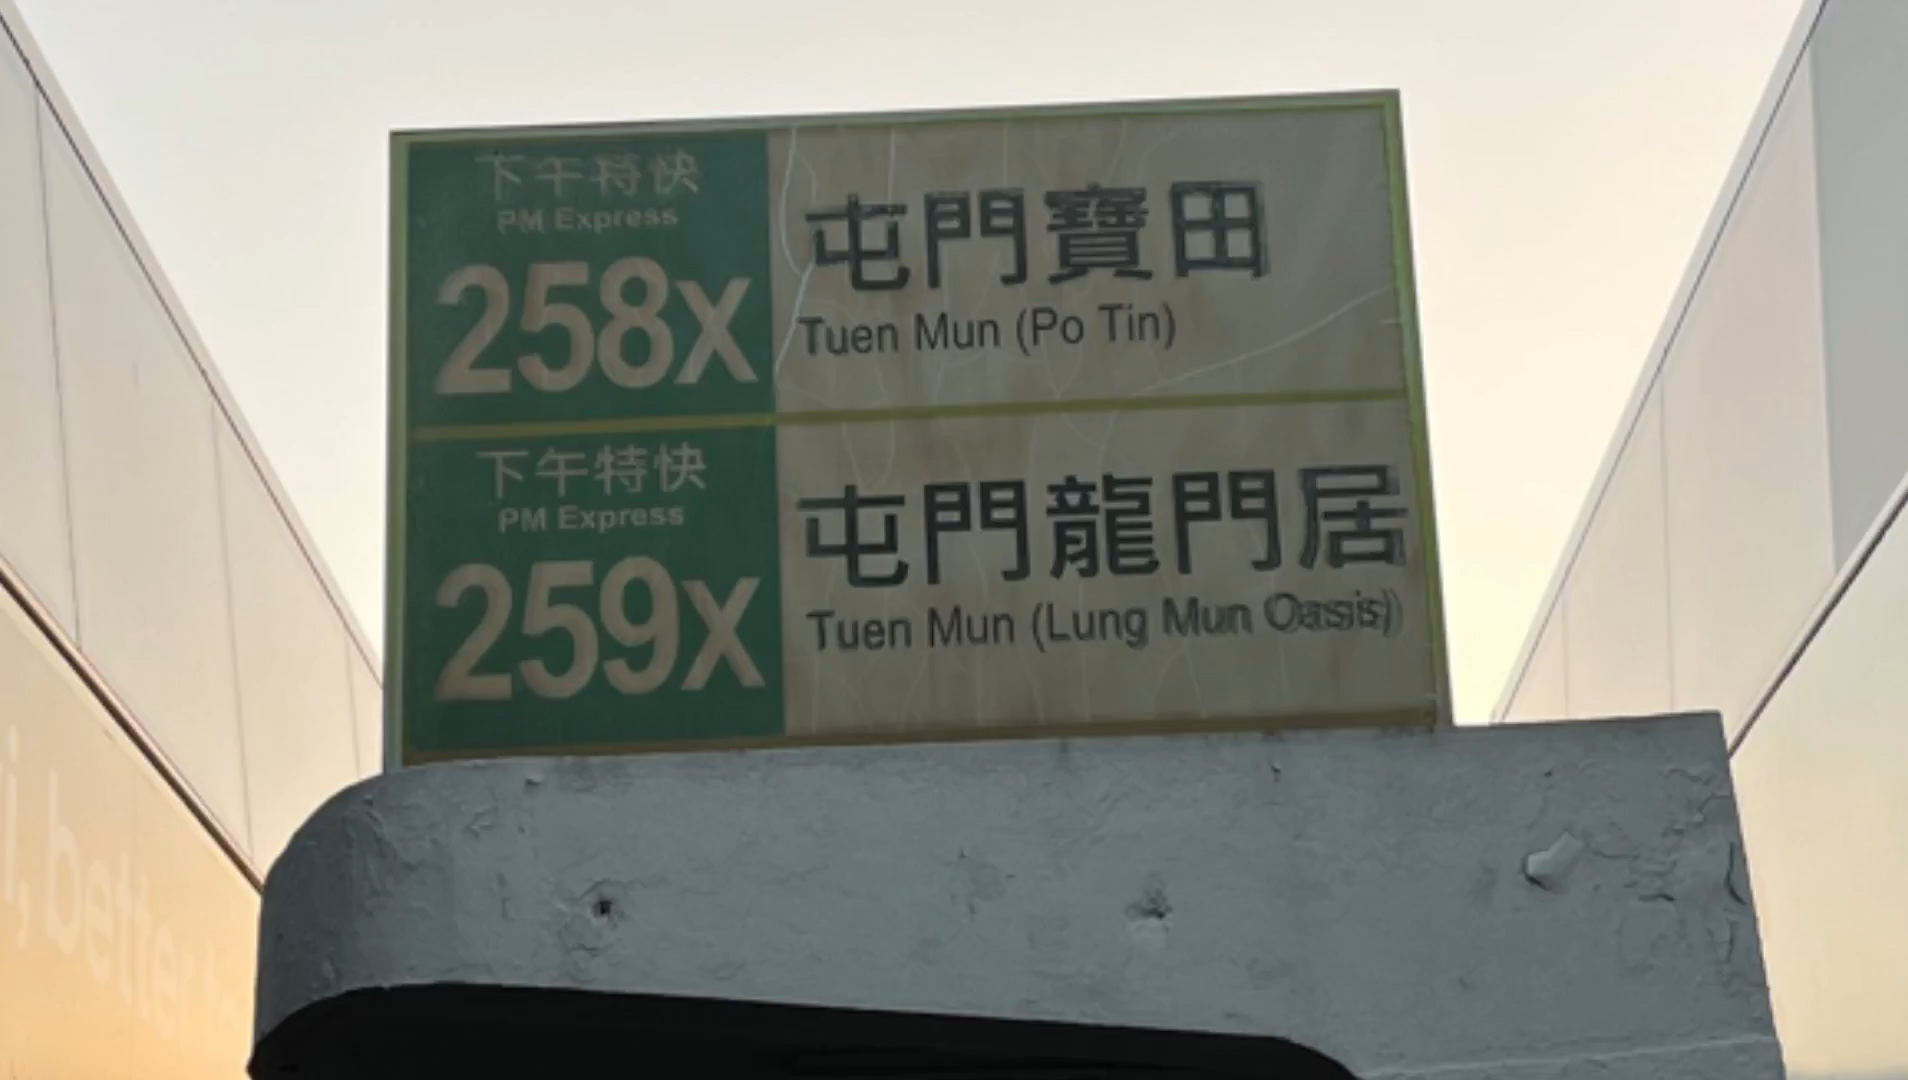 下午特快
PM Express
258X
屯門寶田
Tuen Mun (Po Tin)
下午特快
PM Express
259X
屯門龍門居
Tuen Mun (Lung Mun Oasis)
better